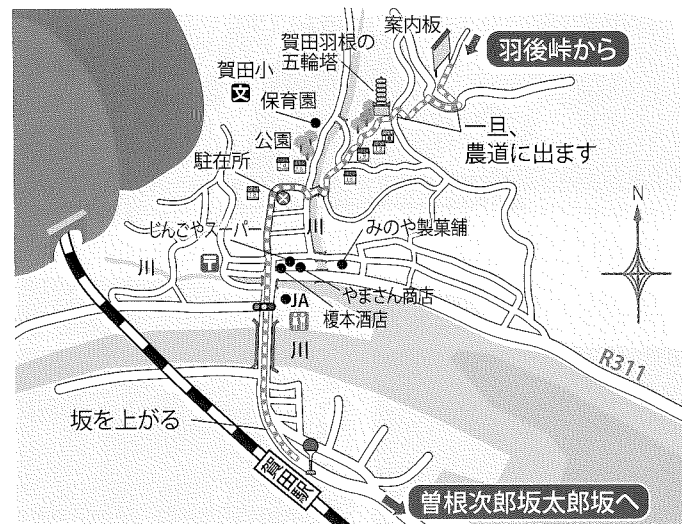 案内板
羽後峠から
賀田羽根の
五輪塔
賀田小
文
保育園
一旦、
農道に出ます
公園
駐在所
N
川
じんごやスーパー
みのや製菓舗
川
やまさん商店
JA
榎本酒店
川
R311
坂を上がる
賀田駅
曽根次郎坂太郎坂へ